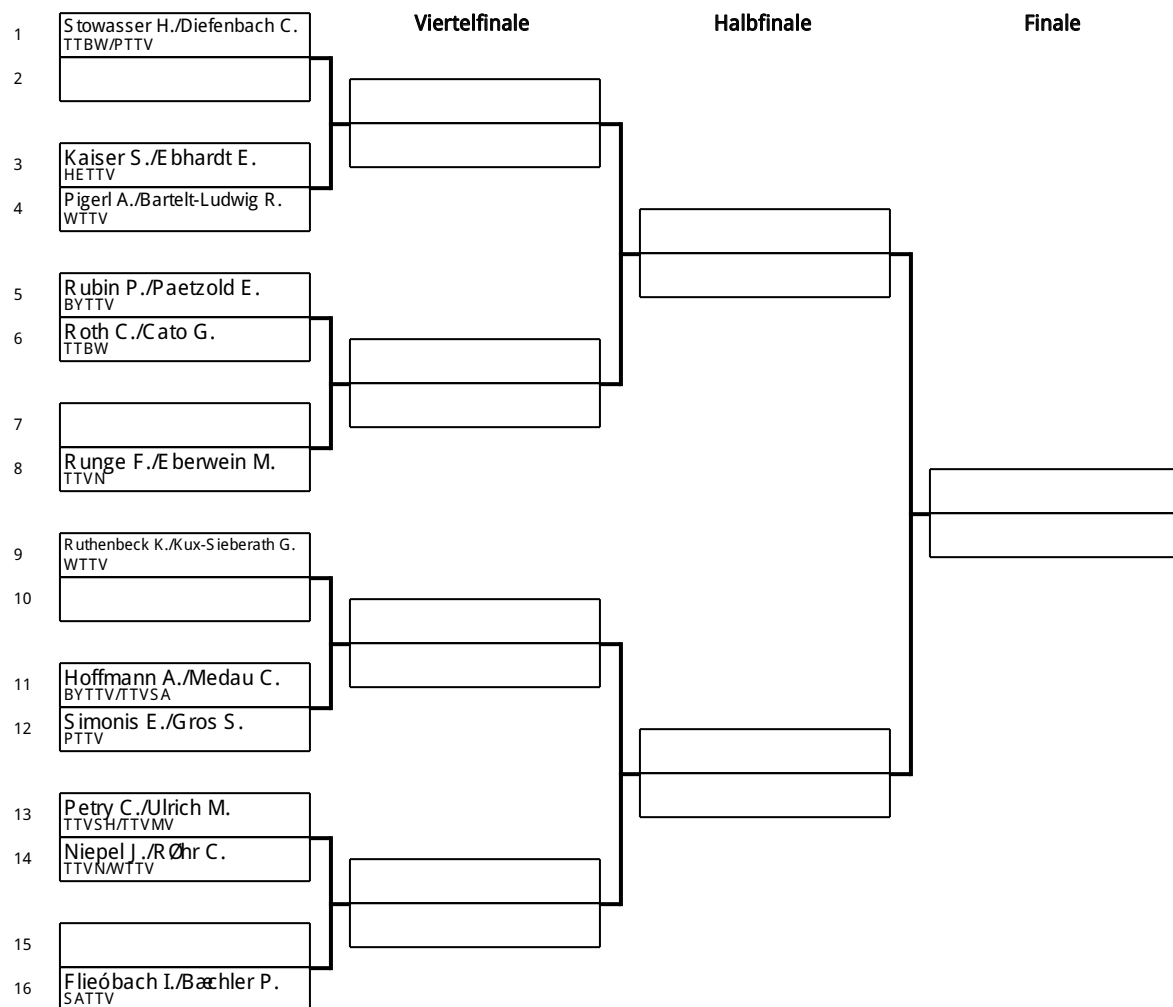 Viertelfinale Halbfinale Finale
1 Stowasser H./Diefenbach C.
TTBW/PTTV
2
3 Kaiser S./Ebhardt E.
HETTV
4 Pigerl A./Bartelt-Ludwig R.
WTTV
5 Rubin P./Paetzold E.
BYTTV
6 Roth C./Cato G.
TTBW
7
8 Runge F./Eberwein M.
TTVN
9 Ruthenbeck K./Kux-Sieberath G.
WTTV
10
11 Hoffmann A./Medau C.
BYTTV/TTVSA
12 Simonis E./Gros S.
PTTV
13 Petry C./Ulrich M.
TTVSH/TTVMV
14 Niepel J./RØhr C.
TTVN/WTTV
15
16 Flieóbach I./Bæchler P.
SATTV